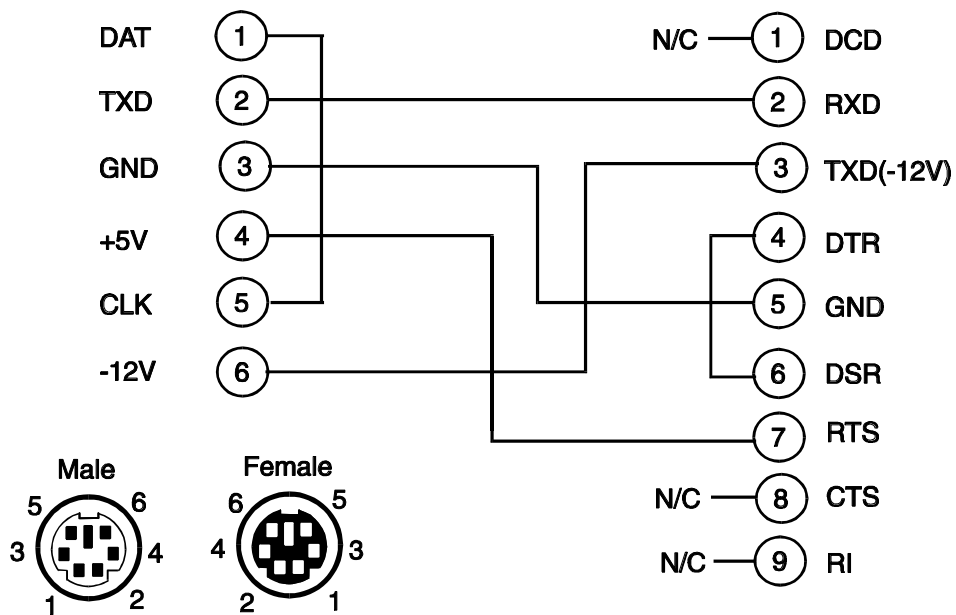 DAT 1 N/C 1 DCD
TXD 2 2 RXD
GND 3 3 TXD(-12V)
+5V 4 4 DTR
CLK 5 5 GND
-12V 6 6 DSR
7 RTS
N/C 8 CTS
N/C 9 RI
Male
5 6
3 4
1 2
Female
6 5
4 3
2 1